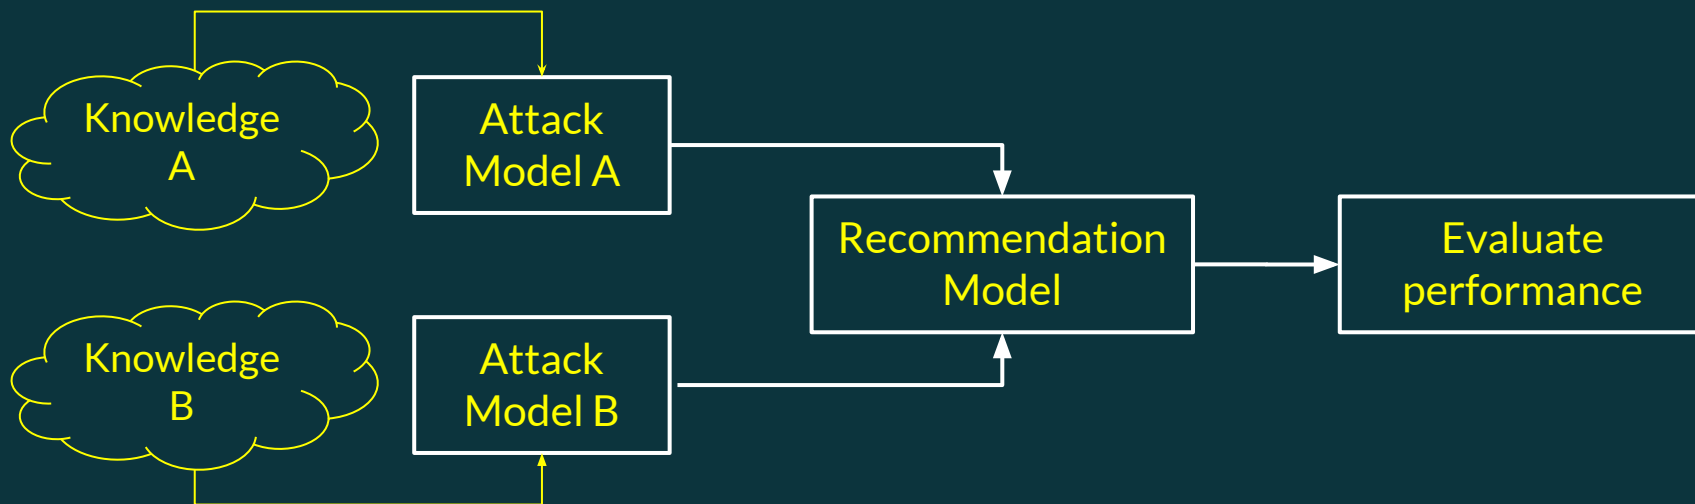 Knowledge
A
Attack
Model A
Recommendation
Model
Evaluate
performance
Knowledge
B
Attack
Model B